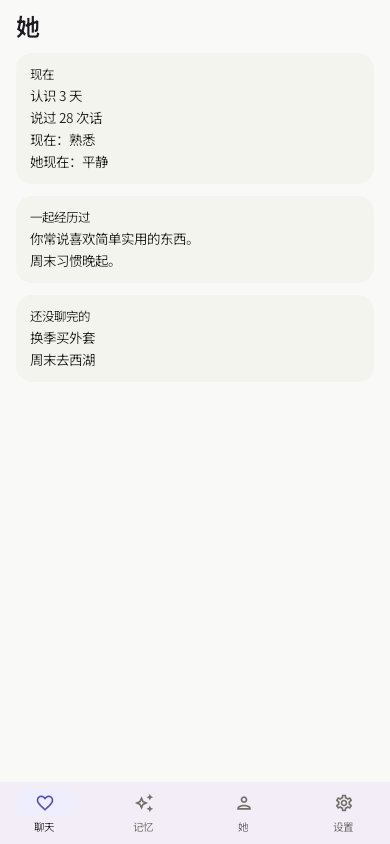 她
现在
认识 3 天
说过 28 次话
现在：熟悉
她现在：平静
一起经历过
你常说喜欢简单实用的东西。
周末习惯晚起。
还没聊完的
换季买外套
周末去西湖
聊天
记忆
她
设置